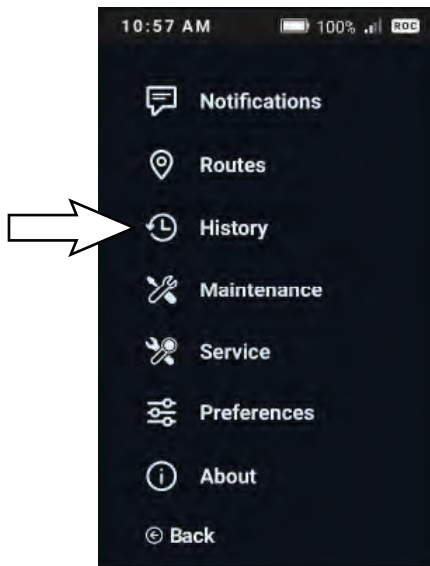 10:57 AM 100% ROC
Notifications
Routes
History
Maintenance
Service
Preferences
About
Back